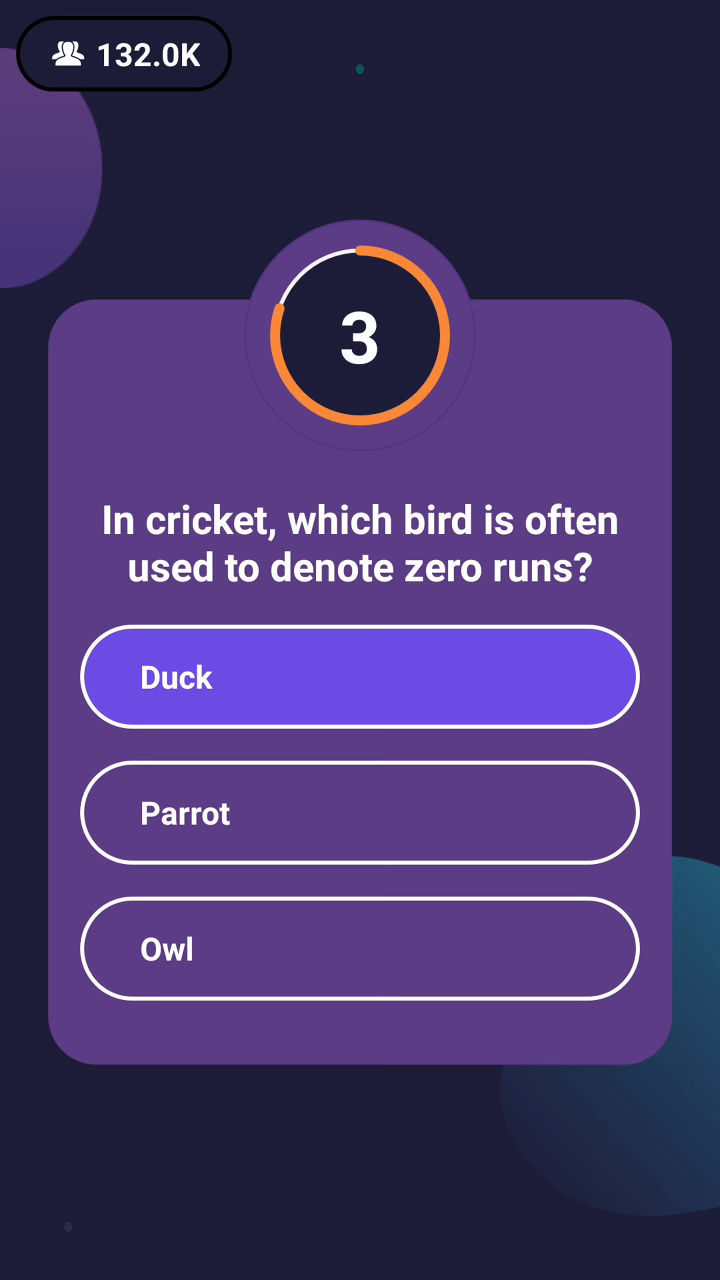 132.0K
3
In cricket, which bird is often
used to denote zero runs?
Duck
Parrot
Owl